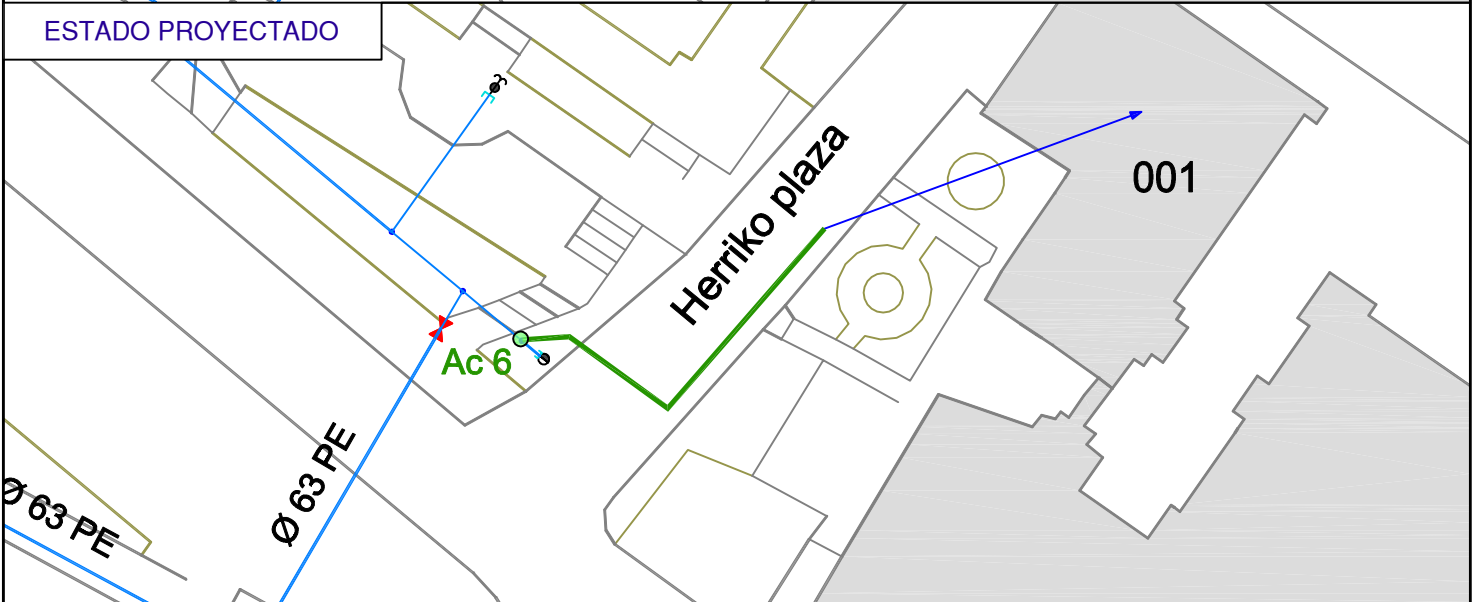 ESTADO PROYECTADO
Herriko plaza
001
Ac 6
Ø 63 PE
Ø 63 PE